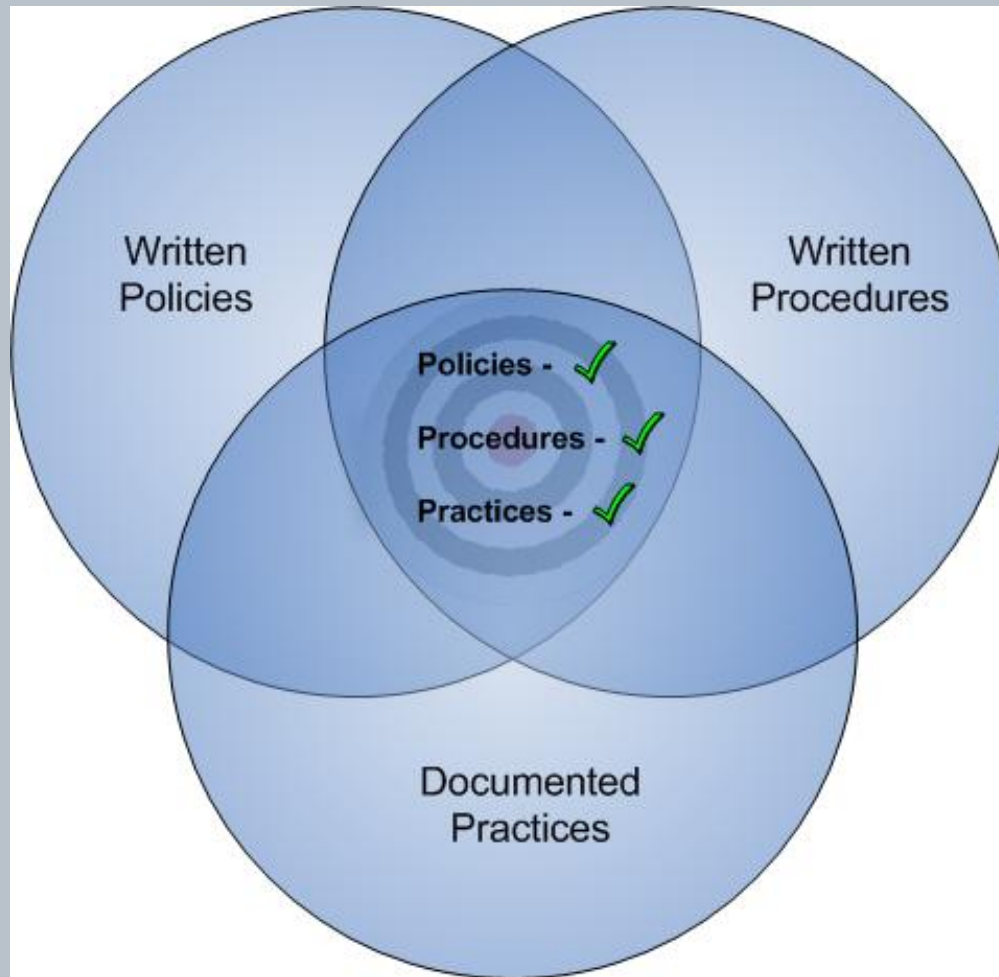 Written
Policies
Written
Procedures
Policies - ✓
Procedures - ✓
Practices - ✓
Documented
Practices